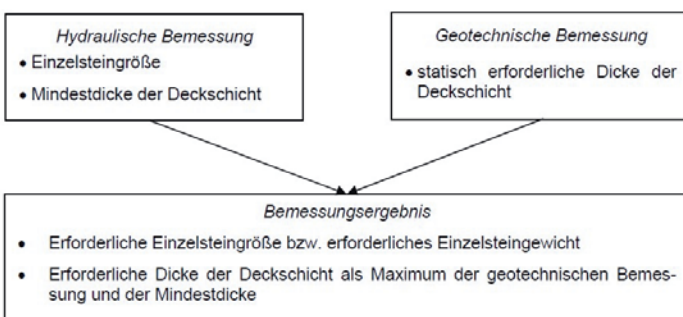 Hydraulische Bemessung
• Einzelsteingröße
• Mindestdicke der Deckschicht
Geotechnische Bemessung
• statisch erforderliche Dicke der
Deckschicht
Bemessungsergebnis
• Erforderliche Einzelsteingröße bzw. erforderliches Einzelsteingewicht
• Erforderliche Dicke der Deckschicht als Maximum der geotechnischen Bemes-
sung und der Mindestdicke